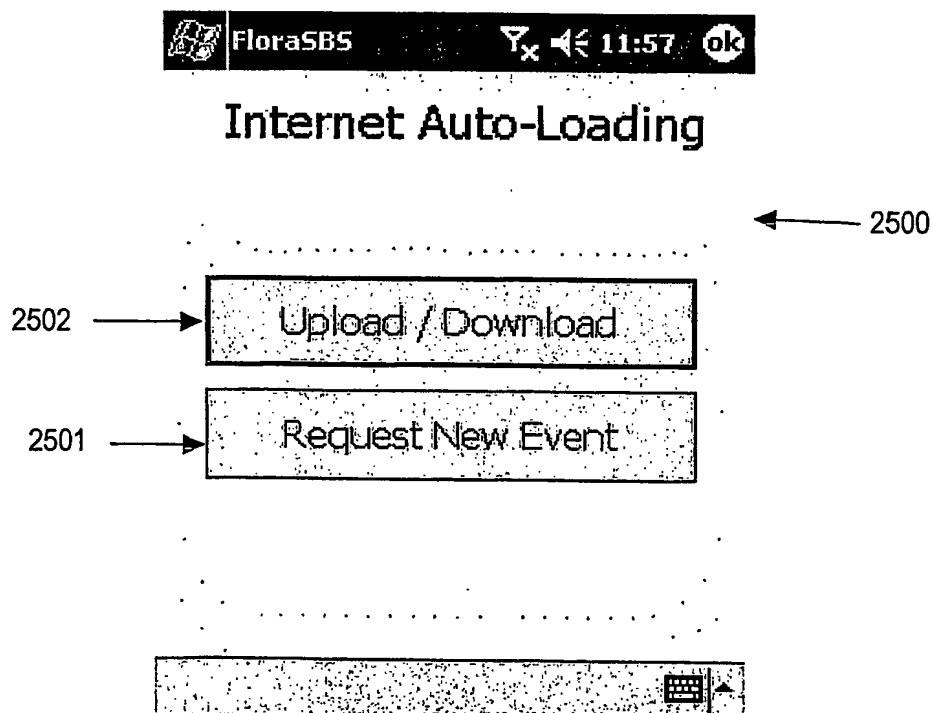 FloraSBS 11:57 ok
Internet Auto-Loading
2500
2502 Upload / Download
2501 Request New Event